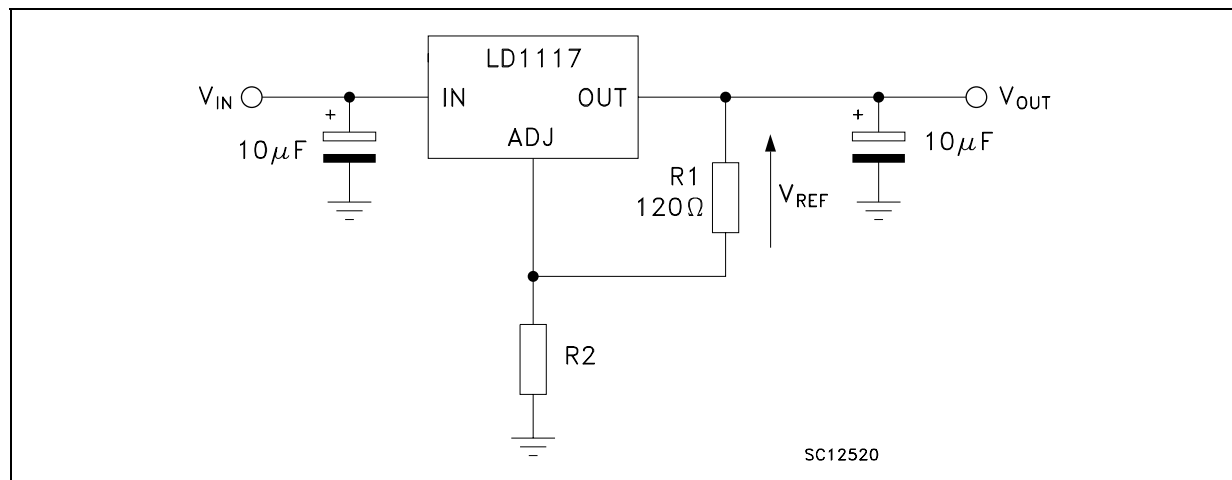 LD1117
V_IN
IN
OUT
V_OUT
+
10μF
ADJ
+
10μF
R1
120Ω
V_REF
R2
SC12520